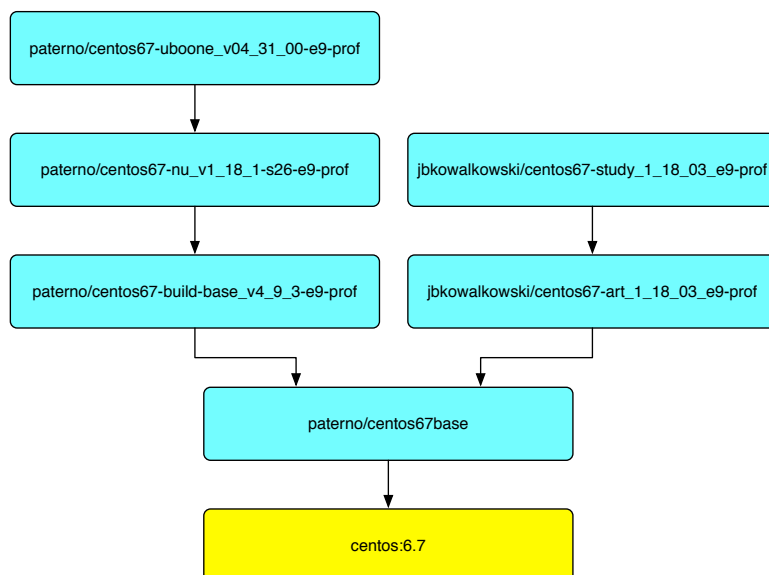 paterno/centos67-uboone_v04_31_00-e9-prof
paterno/centos67-nu_v1_18_1-s26-e9-prof
jbkowalkowski/centos67-study_1_18_03_e9-prof
paterno/centos67-build-base_v4_9_3-e9-prof
jbkowalkowski/centos67-art_1_18_03_e9-prof
paterno/centos67base
centos:6.7